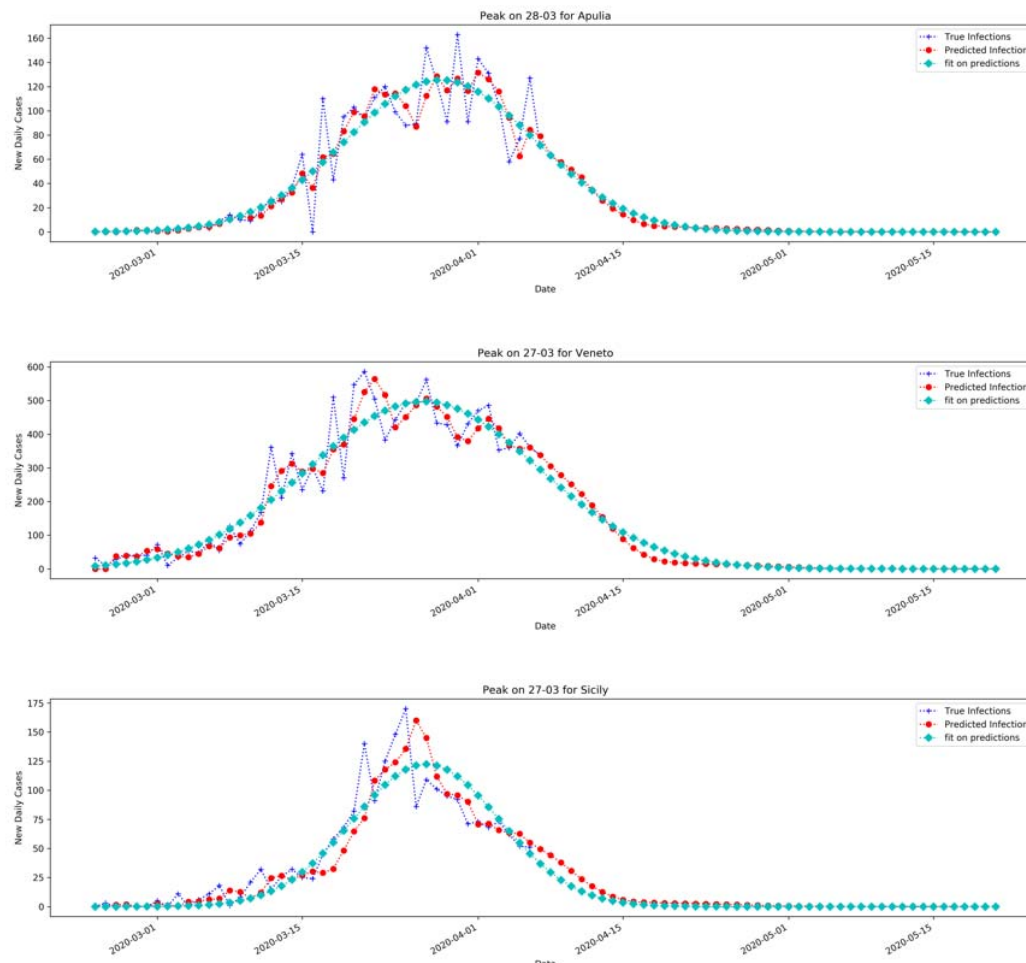 Peak on 28-03 for Apulia
True Infections
Predicted Infection
fit on predictions
New Daily Cases
160
140
120
100
80
60
40
20
0
2020-03-01
2020-03-15
2020-04-01
2020-04-15
2020-05-01
2020-05-15
Date
Peak on 27-03 for Veneto
True Infections
Predicted Infection
fit on predictions
New Daily Cases
600
500
400
300
200
100
0
2020-03-01
2020-03-15
2020-04-01
2020-04-15
2020-05-01
2020-05-15
Date
Peak on 27-03 for Sicily
True Infections
Predicted Infection
fit on predictions
New Daily Cases
175
150
125
100
75
50
25
0
2020-03-01
2020-03-15
2020-04-01
2020-04-15
2020-05-01
2020-05-15
Date